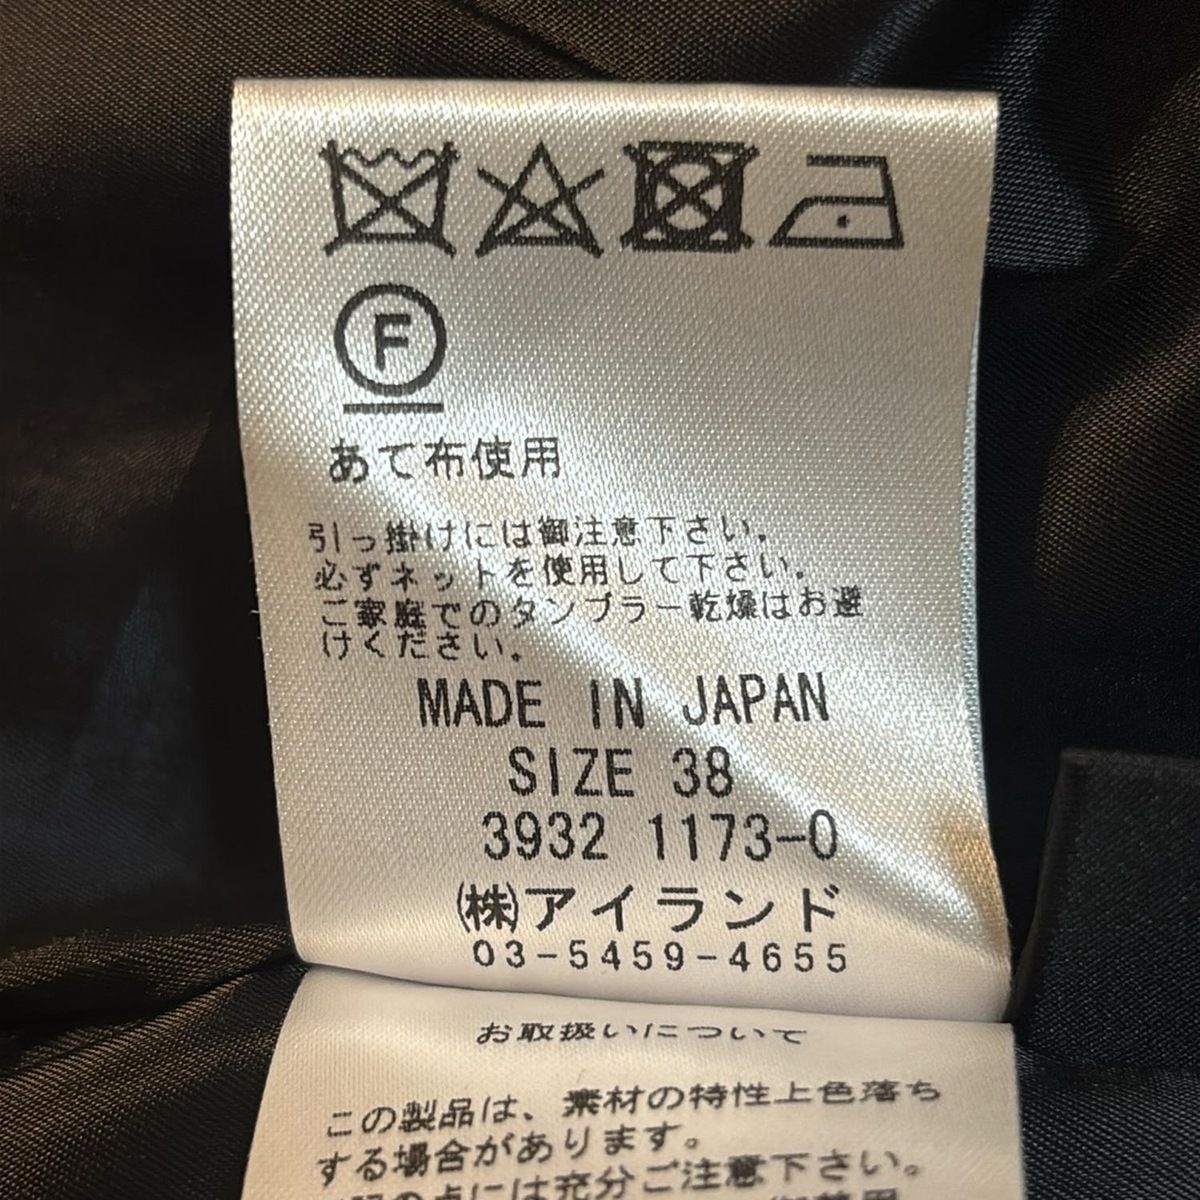 F
あて布使用
引っ掛けには御注意下さい。
必ずネットを使用して下さい。
ご家庭でのタンブラー乾燥はお避
けください。
MADE IN JAPAN
SIZE 38
3932 1173-0
(株)アイランド
03-5459-4655
お取扱いについて
この製品は、素材の特性上色落ち
する場合があります。
の点には充分ご注意下さい。